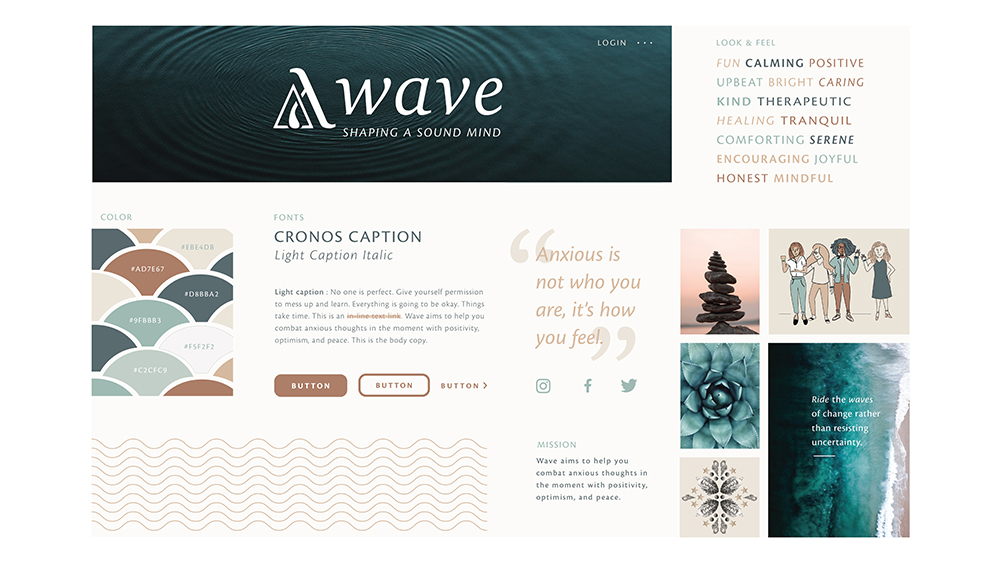 LOGIN ...
wave
SHAPING A SOUND MIND
LOOK & FEEL
FUN CALMING POSITIVE
UPBEAT BRIGHT CARING
KIND THERAPEUTIC
HEALING TRANQUIL
COMFORTING SERENE
ENCOURAGING JOYFUL
HONEST MINDFUL
COLOR
#EBE4DB
#AD7E67
#D8BBA2
#9FBBB3
#F5F2F2
#C2CFC9
FONTS
CRONOS CAPTION
Light Caption Italic
Light caption : No one is perfect. Give yourself permission
to mess up and learn. Everything is going to be okay. Things
take time. This is an in-line text link. Wave aims to help you
combat anxious thoughts in the moment with positivity,
optimism, and peace. This is the body copy.
BUTTON
BUTTON
BUTTON >
“Anxious is
not who you
are, it’s how
you feel.”
MISSION
Wave aims to help you
combat anxious thoughts in
the moment with positivity,
optimism, and peace.
Ride the waves
of change rather
than resisting
uncertainty.